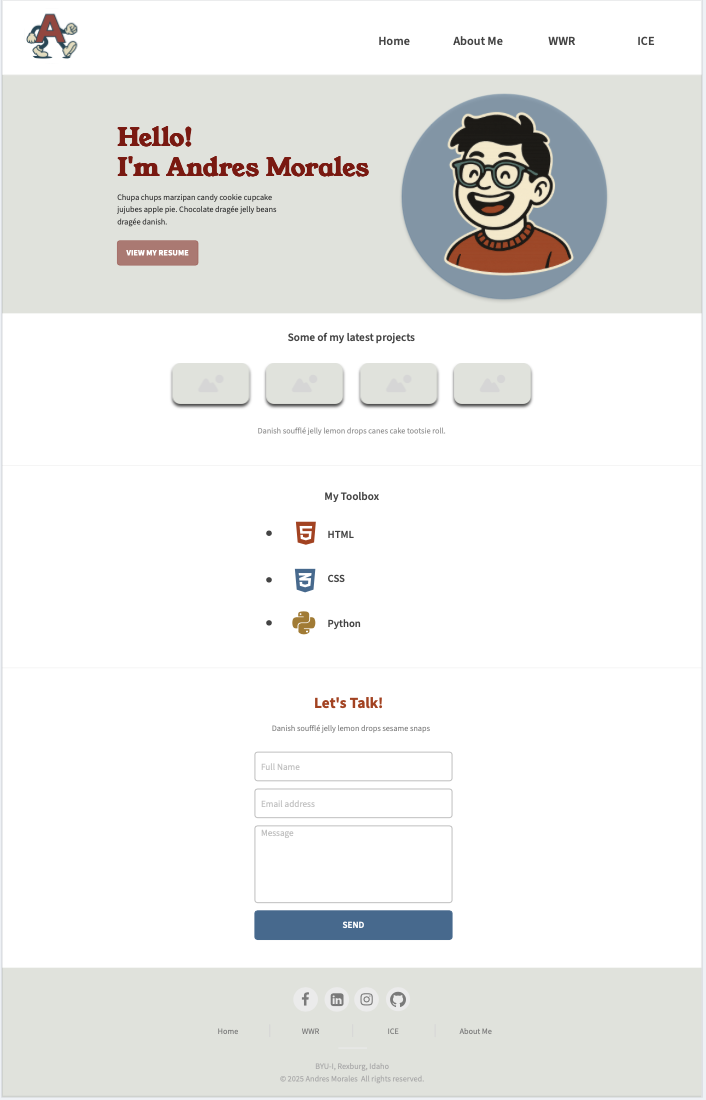 A
Home About Me WWR ICE
Hello!
I'm Andres Morales
Chupa chups marzipan candy cookie cupcake
jujubes apple pie. Chocolate dragée jelly beans
dragée danish.
VIEW MY RESUME
Some of my latest projects
Danish soufflé jelly lemon drops canes cake tootsie roll.
My Toolbox
5 HTML
3 CSS
Python
Let's Talk!
Danish soufflé jelly lemon drops sesame snaps
Full Name
Email address
Message
SEND
f in
Home WWR ICE About Me
BYU-I, Rexburg, Idaho
© 2025 Andres Morales All rights reserved.